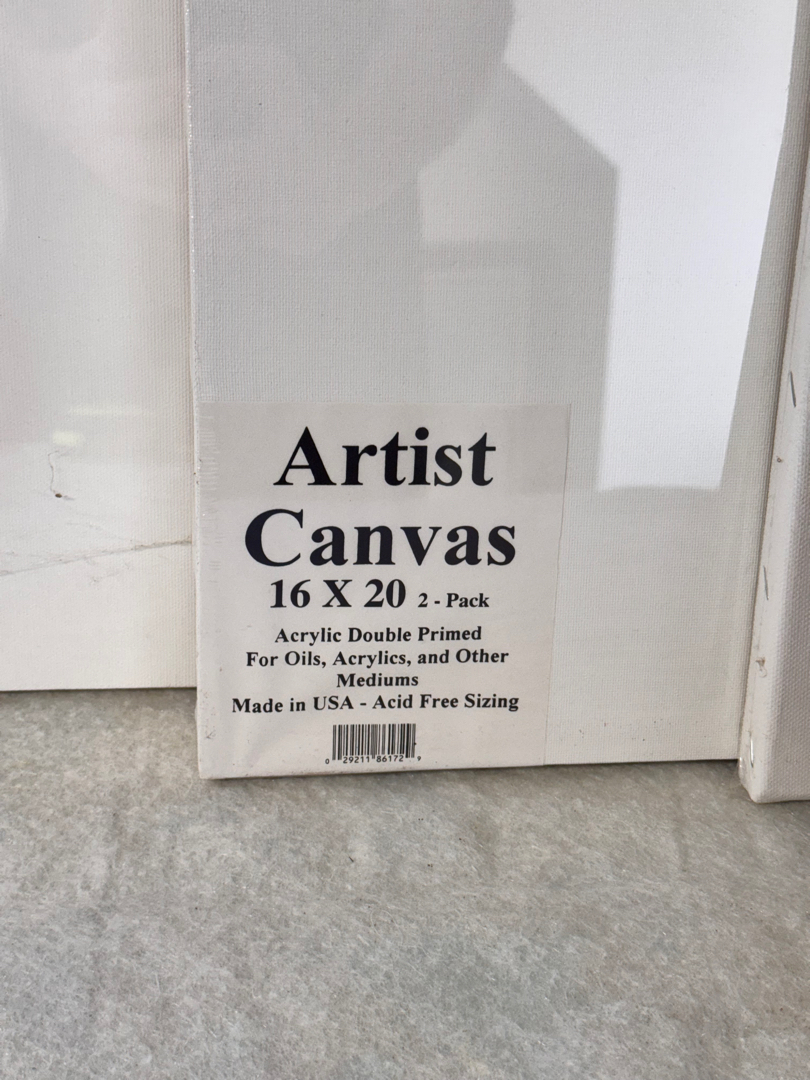 Artist
Canvas
16 X 20 2 - Pack
Acrylic Double Primed
For Oils, Acrylics, and Other
Mediums
Made in USA - Acid Free Sizing
0 29211 86172 9